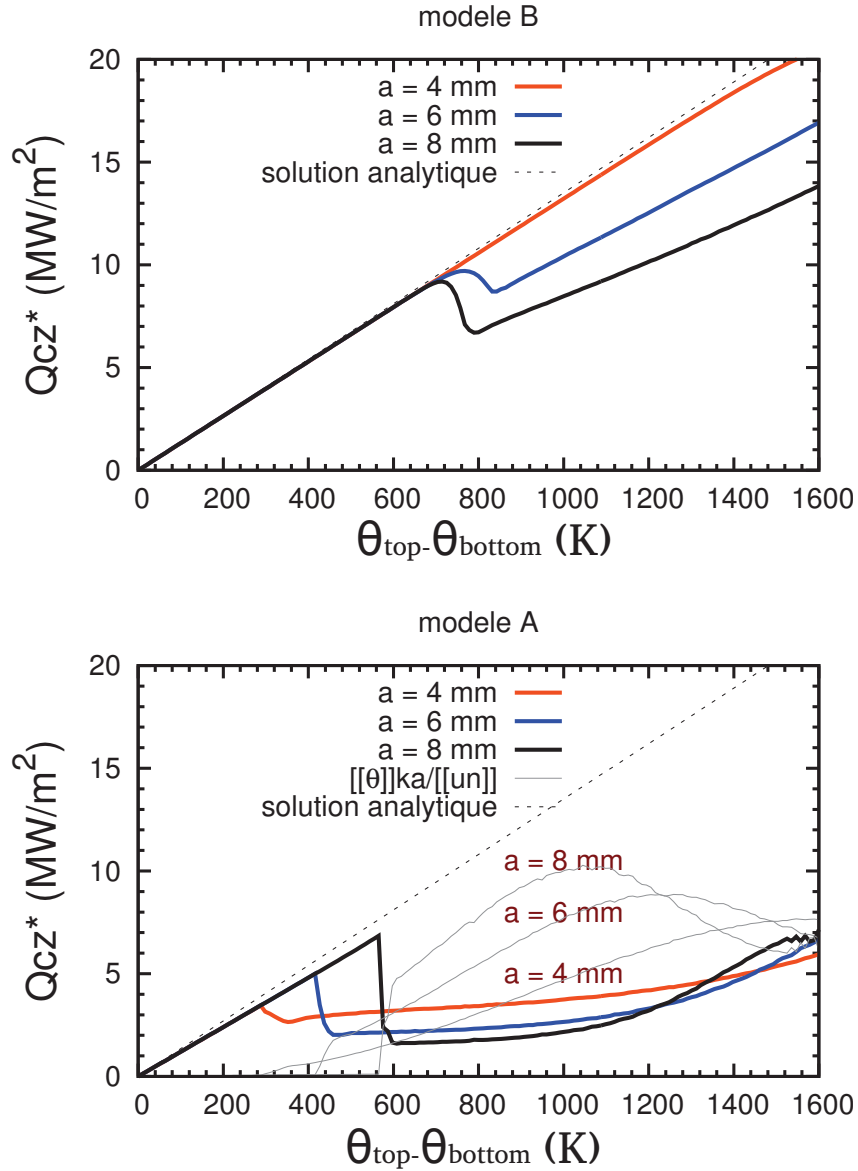 modele B
20
15
10
5
0
Qcz* (MW/m²)
a = 4 mm
a = 6 mm
a = 8 mm
solution analytique
0 200 400 600 800 1000 1200 1400 1600
θtop-θbottom (K)
modele A
20
15
10
5
0
Qcz* (MW/m²)
a = 4 mm
a = 6 mm
a = 8 mm
[[θ]]ka/[[un]]
solution analytique
a = 8 mm
a = 6 mm
a = 4 mm
0 200 400 600 800 1000 1200 1400 1600
θtop-θbottom (K)